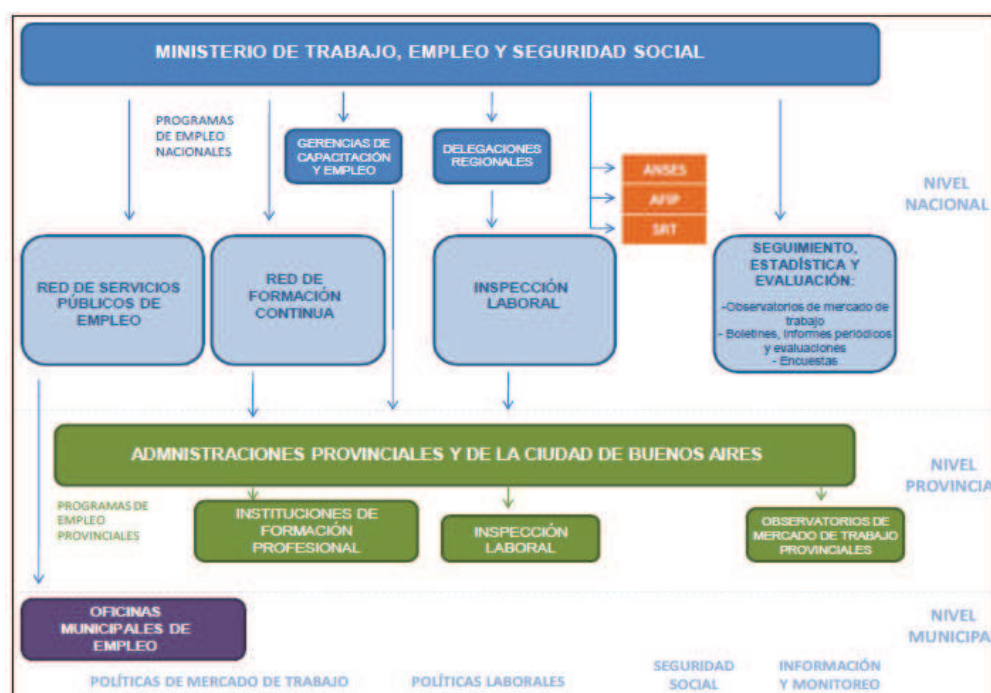 MINISTERIO DE TRABAJO, EMPLEO Y SEGURIDAD SOCIAL
PROGRAMAS
DE EMPLEO
NACIONALES
GERENCIAS DE
CAPACITACIÓN
Y EMPLEO
DELEGACIONES
REGIONALES
ANSES
AFIP
SRT
NIVEL
NACIONAL
RED DE SERVICIOS
PÚBLICOS DE
EMPLEO
RED DE
FORMACIÓN
CONTINUA
INSPECCIÓN
LABORAL
SEGUIMIENTO,
ESTADÍSTICA Y
EVALUACIÓN:
-Observatorios de mercado de
trabajo
- Boletines, informes periódicos
y evaluaciones
- Encuestas
ADMNISTRACIONES PROVINCIALES Y DE LA CIUDAD DE BUENOS AIRES
NIVEL
PROVINCIA
PROGRAMAS DE
EMPLEO
PROVINCIALES
INSTITUCIONES DE
FORMACIÓN
PROFESIONAL
INSPECCIÓN
LABORAL
OBSERVATORIOS DE
MERCADO DE TRABAJO
PROVINCIALES
OFICINAS
MUNICIPALES DE
EMPLEO
NIVEL
MUNICIPA
POLÍTICAS DE MERCADO DE TRABAJO
POLÍTICAS LABORALES
SEGURIDAD
SOCIAL
INFORMACIÓN
Y MONITOREO